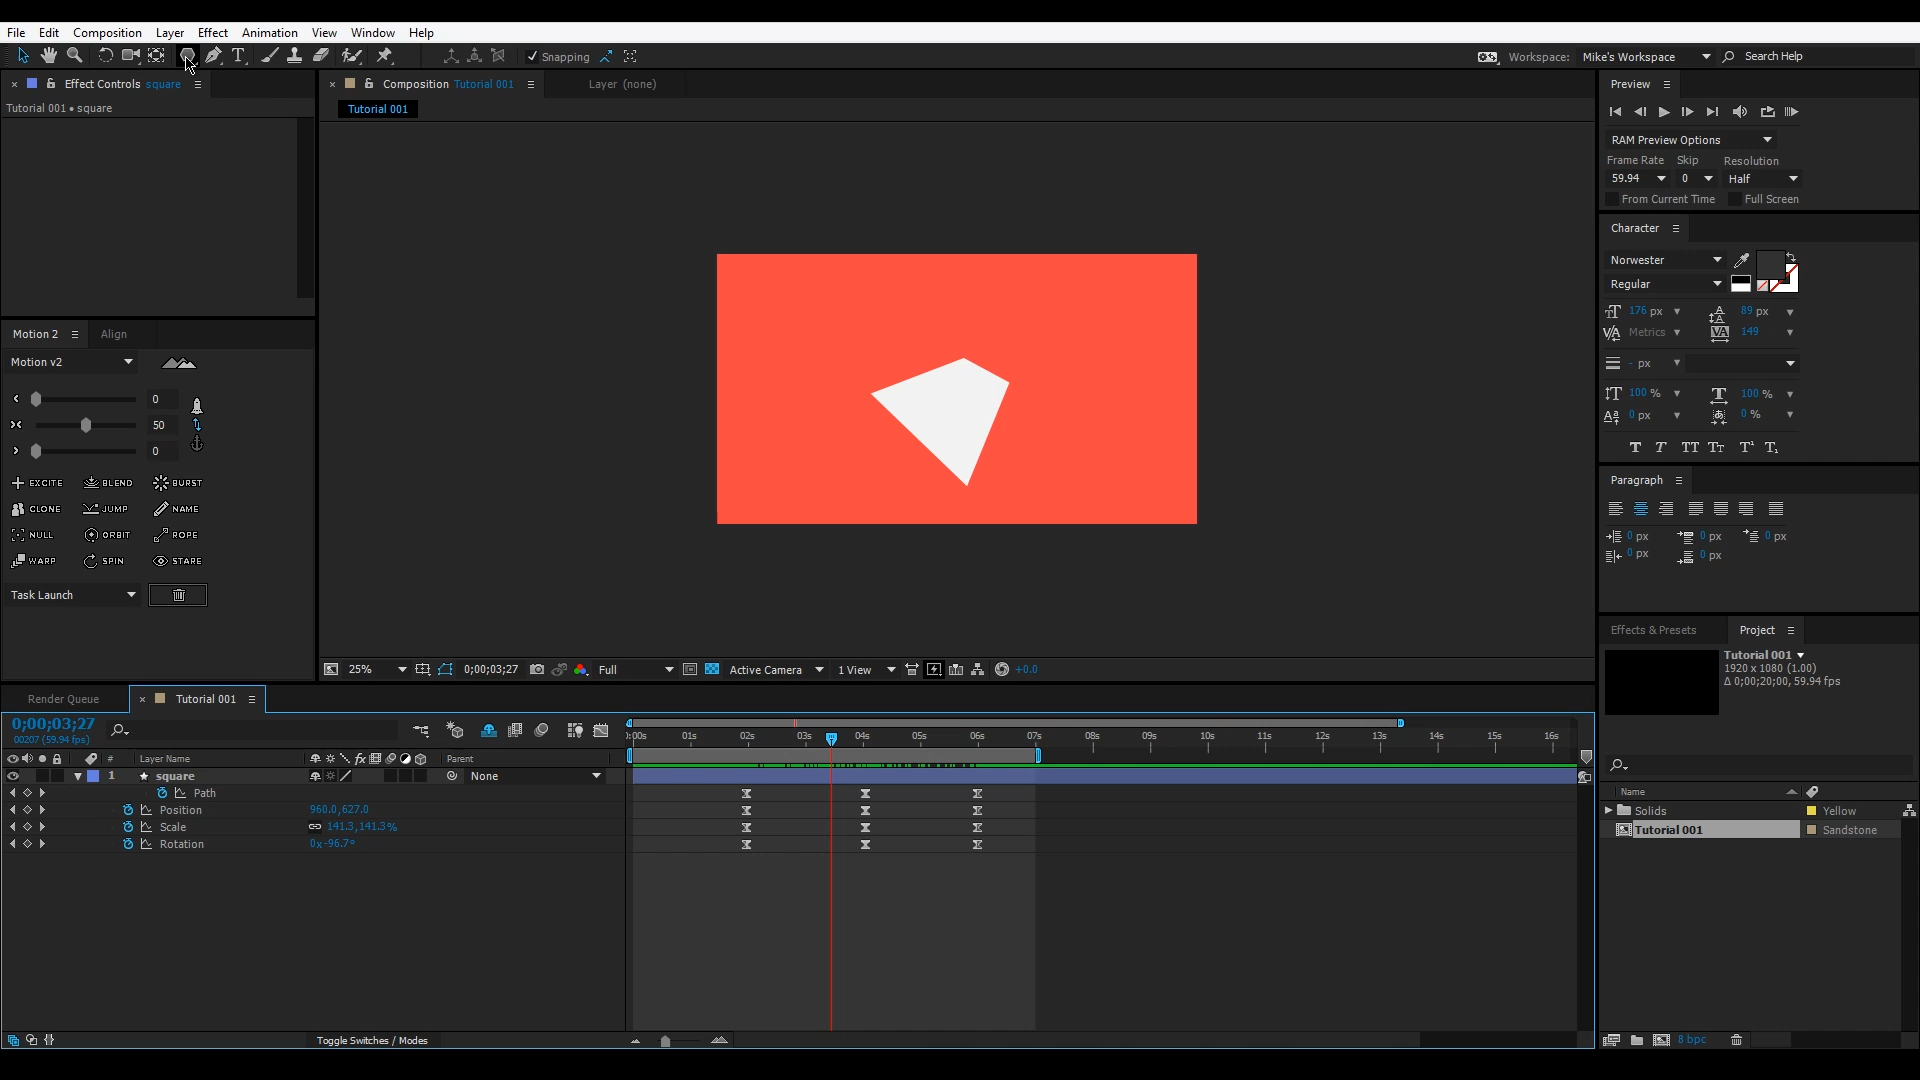 File Edit Composition Layer Effect Animation View Window Help
T Snapping Workspace: Mike's Workspace Search Help
Effect Controls square
Tutorial 001 • square
Composition Tutorial 001 Layer (none)
Tutorial 001
Preview
RAM Preview Options
Frame Rate Skip Resolution
59.94 0 Half
From Current Time Full Screen
Character
Norwester
Regular
176 px 89 px
Metrics 149
- px
100 % 100 %
0 px 0 %
T T TT Tt T¹ T₁
Paragraph
0 px 0 px 0 px
0 px 0 px
Motion 2 Align
Motion v2
0
50
0
EXCITE BLEND BURST
CLONE JUMP NAME
NULL ORBIT ROPE
WARP SPIN STARE
Task Launch
25% 0;00;03;27 Full Active Camera 1 View +0.0
Effects & Presets Project
Tutorial 001
1920 x 1080 (1.00)
Δ 0;00;20;00, 59.94 fps
Name
Solids Yellow
Tutorial 001 Sandstone
8 bpc
Render Queue Tutorial 001
0;00;03;27
00207 (59.94 fps)
:00s 01s 02s 03s 04s 05s 06s 07s 08s 09s 10s 11s 12s 13s 14s 15s 16s
# Layer Name fx Parent
1 square None
Path
Position 960.0,627.0
Scale 141.3,141.3%
Rotation 0x-96.7°
Toggle Switches / Modes